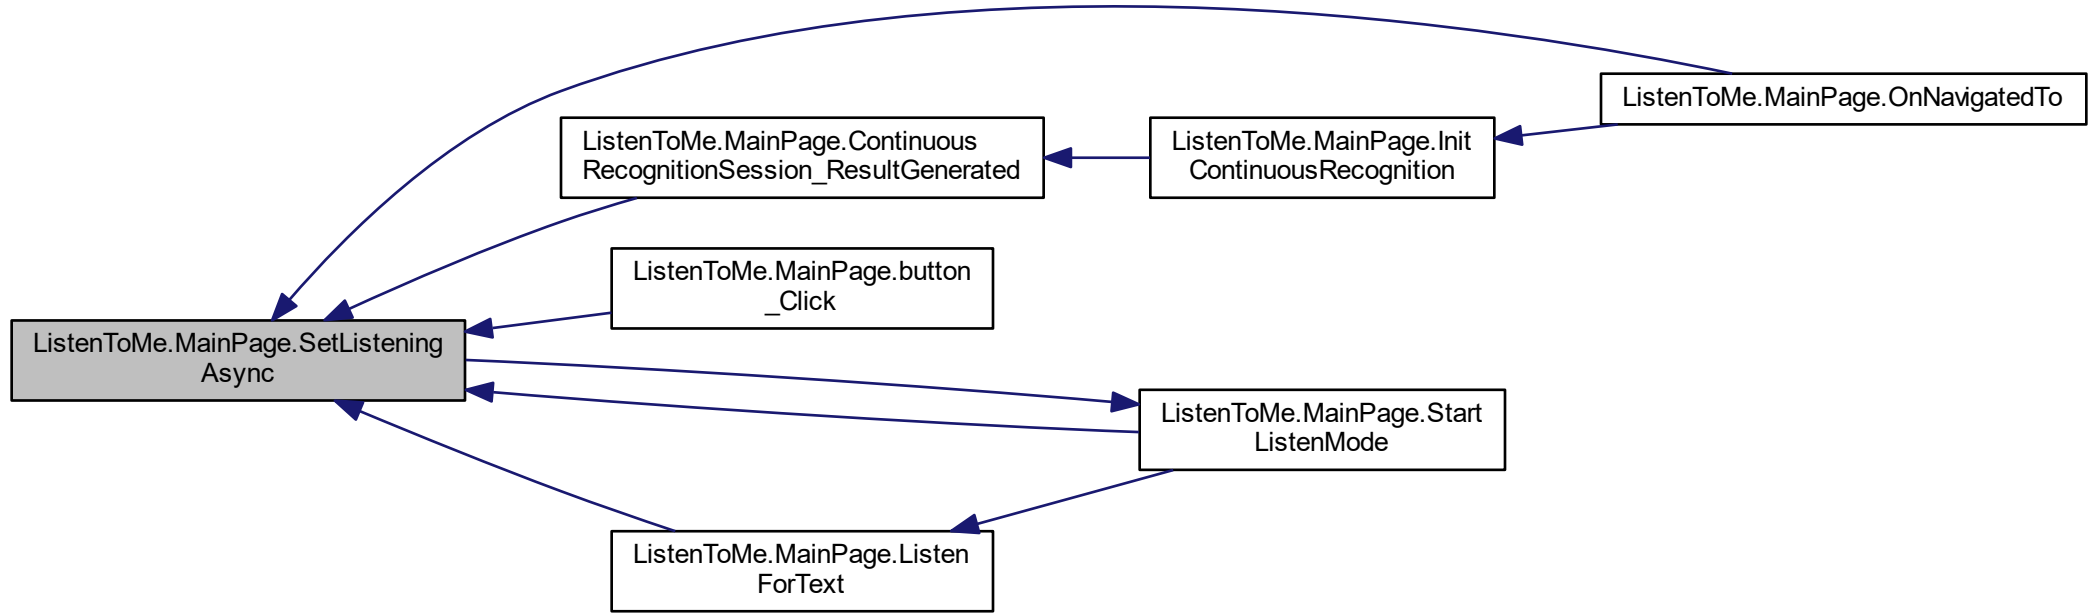 ListenToMe.MainPage.OnNavigatedTo
ListenToMe.MainPage.Continuous
RecognitionSession_ResultGenerated
ListenToMe.MainPage.Init
ContinuousRecognition
ListenToMe.MainPage.button
_Click
ListenToMe.MainPage.SetListening
Async
ListenToMe.MainPage.Start
ListenMode
ListenToMe.MainPage.Listen
ForText